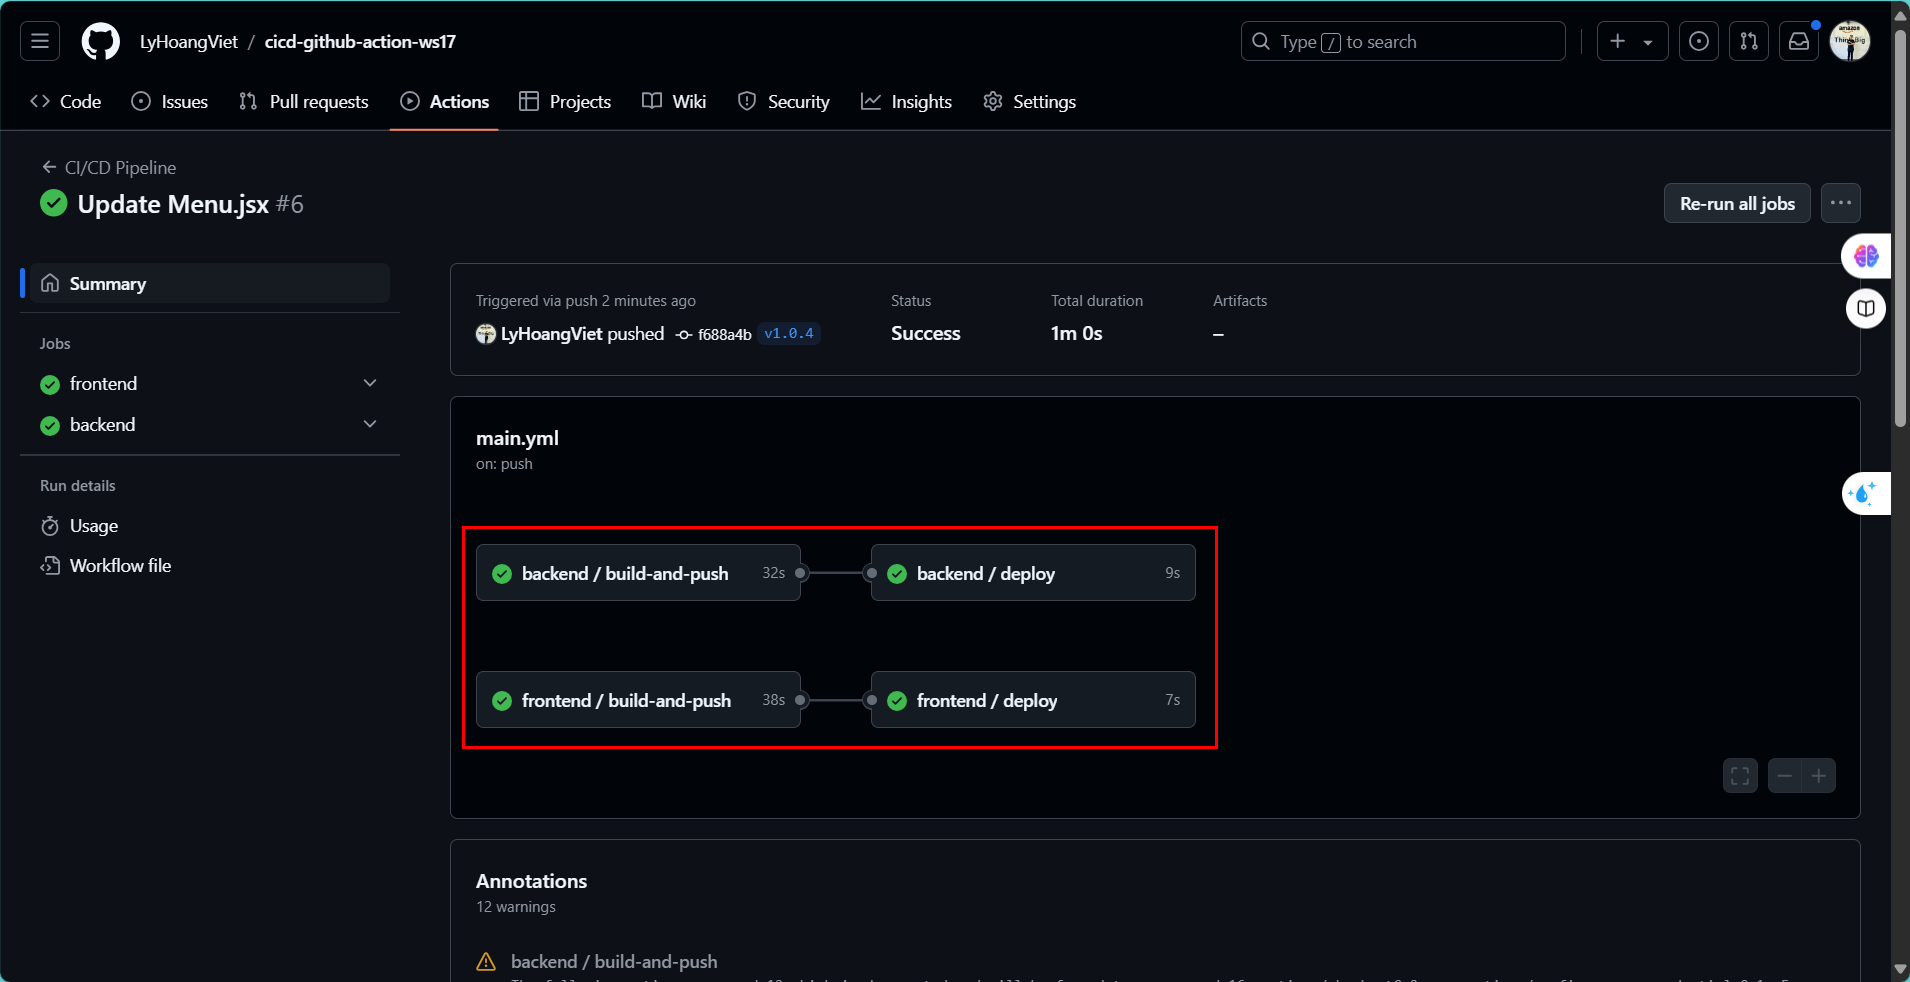 LyHoangViet / cicd-github-action-ws17
Type / to search
Code
Issues
Pull requests
Actions
Projects
Wiki
Security
Insights
Settings
CI/CD Pipeline
Update Menu.jsx #6
Re-run all jobs
Summary
Jobs
frontend
backend
Run details
Usage
Workflow file
Triggered via push 2 minutes ago
LyHoangViet pushed f688a4b v1.0.4
Status
Success
Total duration
1m 0s
Artifacts
–
main.yml
on: push
backend / build-and-push 32s
backend / deploy 9s
frontend / build-and-push 38s
frontend / deploy 7s
Annotations
12 warnings
backend / build-and-push